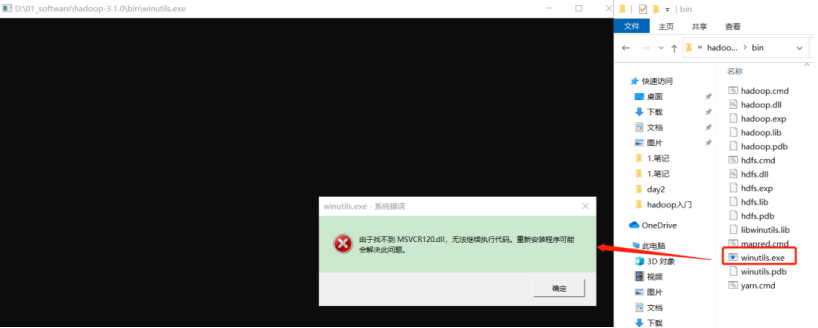 D:\01_software\hadoop-3.1.0\bin\winutils.exe
winutils.exe - 系统错误
由于找不到 MSVCR120.dll，无法继续执行代码。重新安装程序可能
会解决此问题。
确定
bin
文件
主页
共享
查看
« hadoo... > bin
快速访问
桌面
下载
文档
图片
1.笔记
1.笔记
day2
hadoop入门
OneDrive
此电脑
3D 对象
视频
图片
文档
下载
名称
hadoop.cmd
hadoop.dll
hadoop.exp
hadoop.lib
hadoop.pdb
hdfs.cmd
hdfs.dll
hdfs.exp
hdfs.lib
hdfs.pdb
libwinutils.lib
mapred.cmd
winutils.exe
winutils.pdb
yarn.cmd